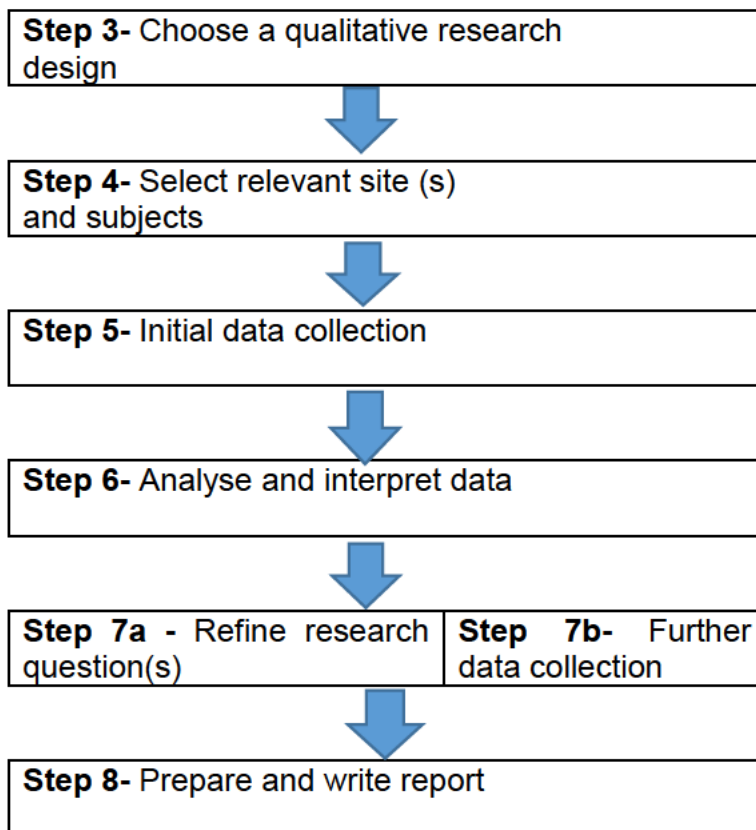 Step 3- Choose a qualitative research
design
Step 4- Select relevant site (s)
and subjects
Step 5- Initial data collection
Step 6- Analyse and interpret data
Step 7a - Refine research
question(s)
Step 7b- Further
data collection
Step 8- Prepare and write report